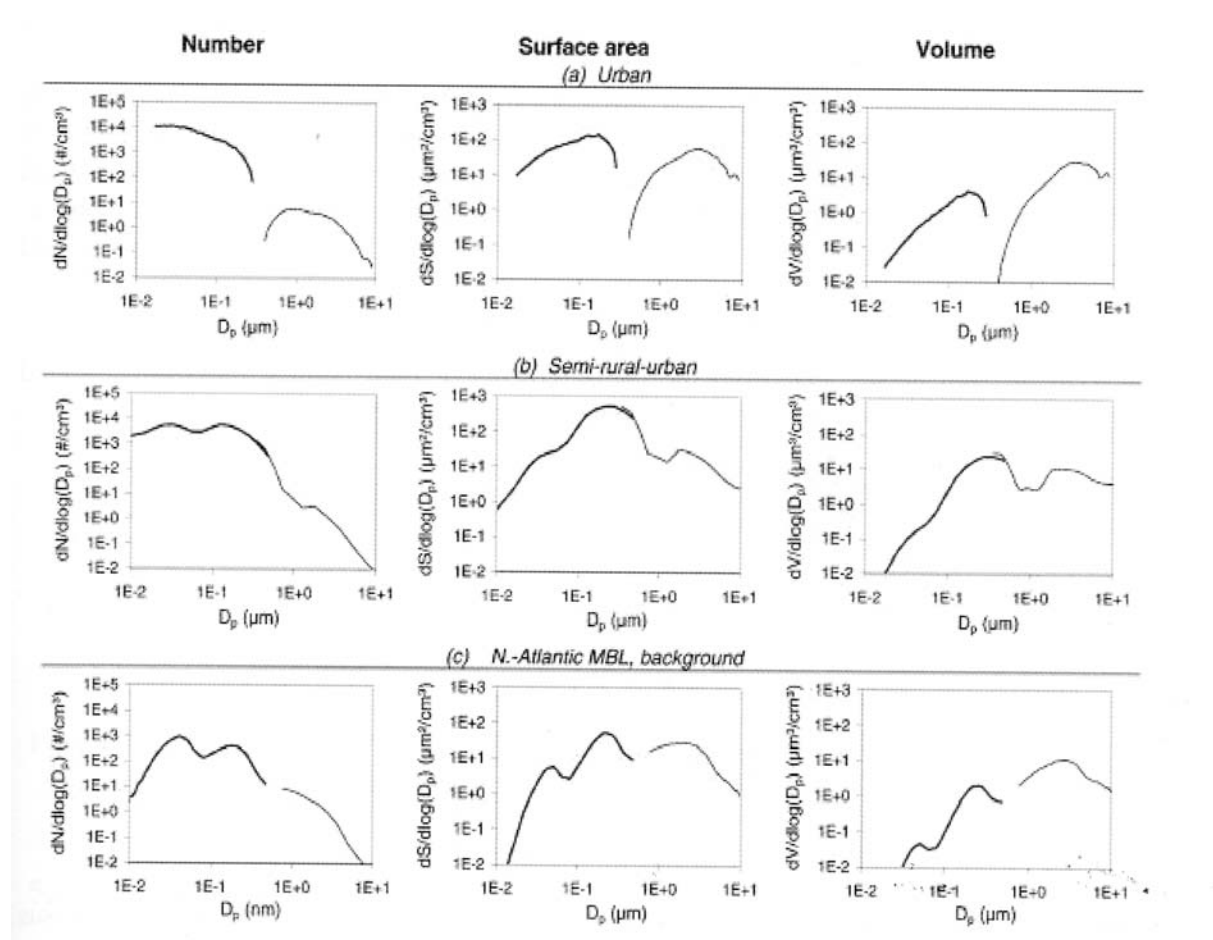 Number
Surface area
Volume
(a) Urban
dN/dlog(Dp) (#/cm³)
1E+5
1E+4
1E+3
1E+2
1E+1
1E+0
1E-1
1E-2
1E-2 1E-1 1E+0 1E+1
Dp (µm)
dS/dlog(Dp) (µm²/cm³)
1E+3
1E+2
1E+1
1E+0
1E-1
1E-2
1E-2 1E-1 1E+0 1E+1
Dp (µm)
dV/dlog(Dp) (µm³/cm³)
1E+3
1E+2
1E+1
1E+0
1E-1
1E-2
1E-2 1E-1 1E+0 1E+1
Dp (µm)
(b) Semi-rural-urban
dN/dlog(Dp) (#/cm³)
1E+5
1E+4
1E+3
1E+2
1E+1
1E+0
1E-1
1E-2
1E-2 1E-1 1E+0 1E+1
Dp (µm)
dS/dlog(Dp) (µm²/cm³)
1E+3
1E+2
1E+1
1E+0
1E-1
1E-2
1E-2 1E-1 1E+0 1E+1
Dp (µm)
dV/dlog(Dp) (µm³/cm³)
1E+3
1E+2
1E+1
1E+0
1E-1
1E-2
1E-2 1E-1 1E+0 1E+1
Dp (µm)
(c) N.-Atlantic MBL, background
dN/dlog(Dp) (#/cm³)
1E+5
1E+4
1E+3
1E+2
1E+1
1E+0
1E-1
1E-2
1E-2 1E-1 1E+0 1E+1
Dp (nm)
dS/dlog(Dp) (µm²/cm³)
1E+3
1E+2
1E+1
1E+0
1E-1
1E-2
1E-2 1E-1 1E+0 1E+1
Dp (µm)
dV/dlog(Dp) (µm³/cm³)
1E+3
1E+2
1E+1
1E+0
1E-1
1E-2
1E-2 1E-1 1E+0 1E+1
Dp (µm)